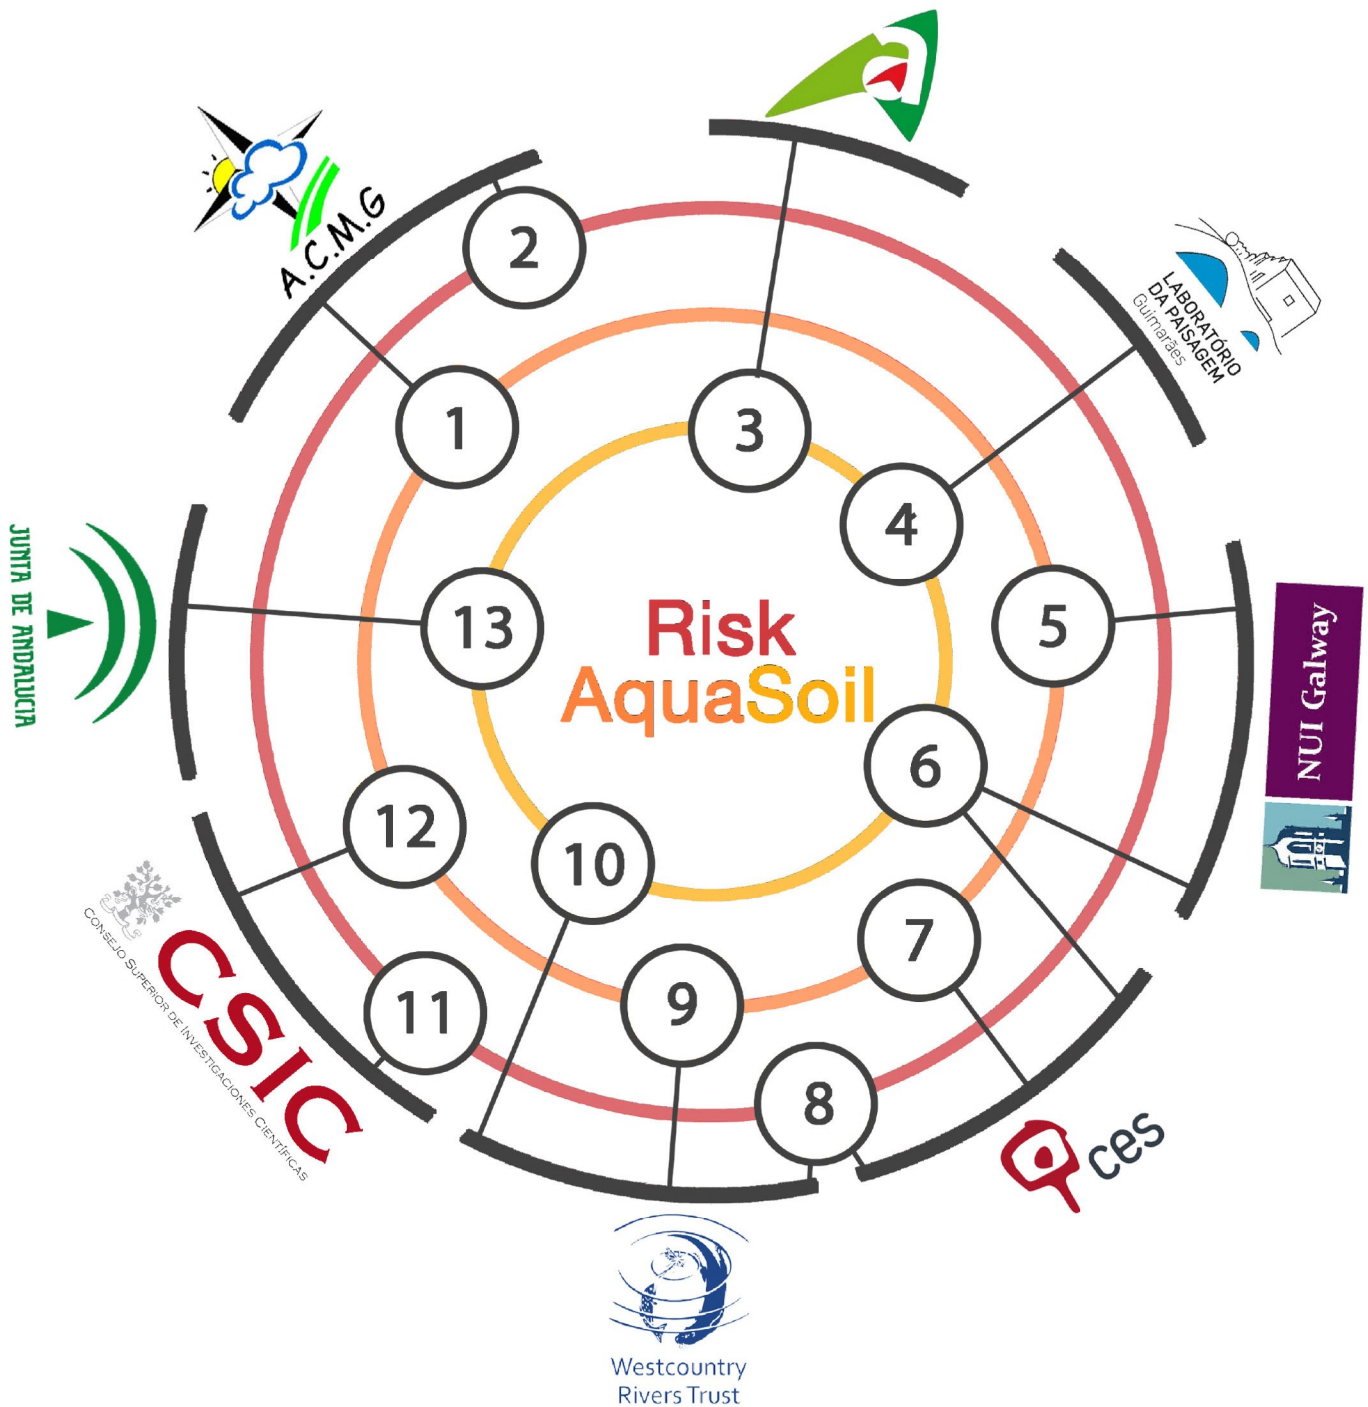 A.C.M.G
2
LABORATÓRIO
DA PAISAGEM
Guimarães
1
3
4
JUNTA DE ANDALUCIA
13
Risk
AquaSoil
5
NUI Galway
6
12
10
7
CONSEJO SUPERIOR DE INVESTIGACIONES CIENTÍFICAS
CSIC
11
9
8
ces
Westcountry
Rivers Trust